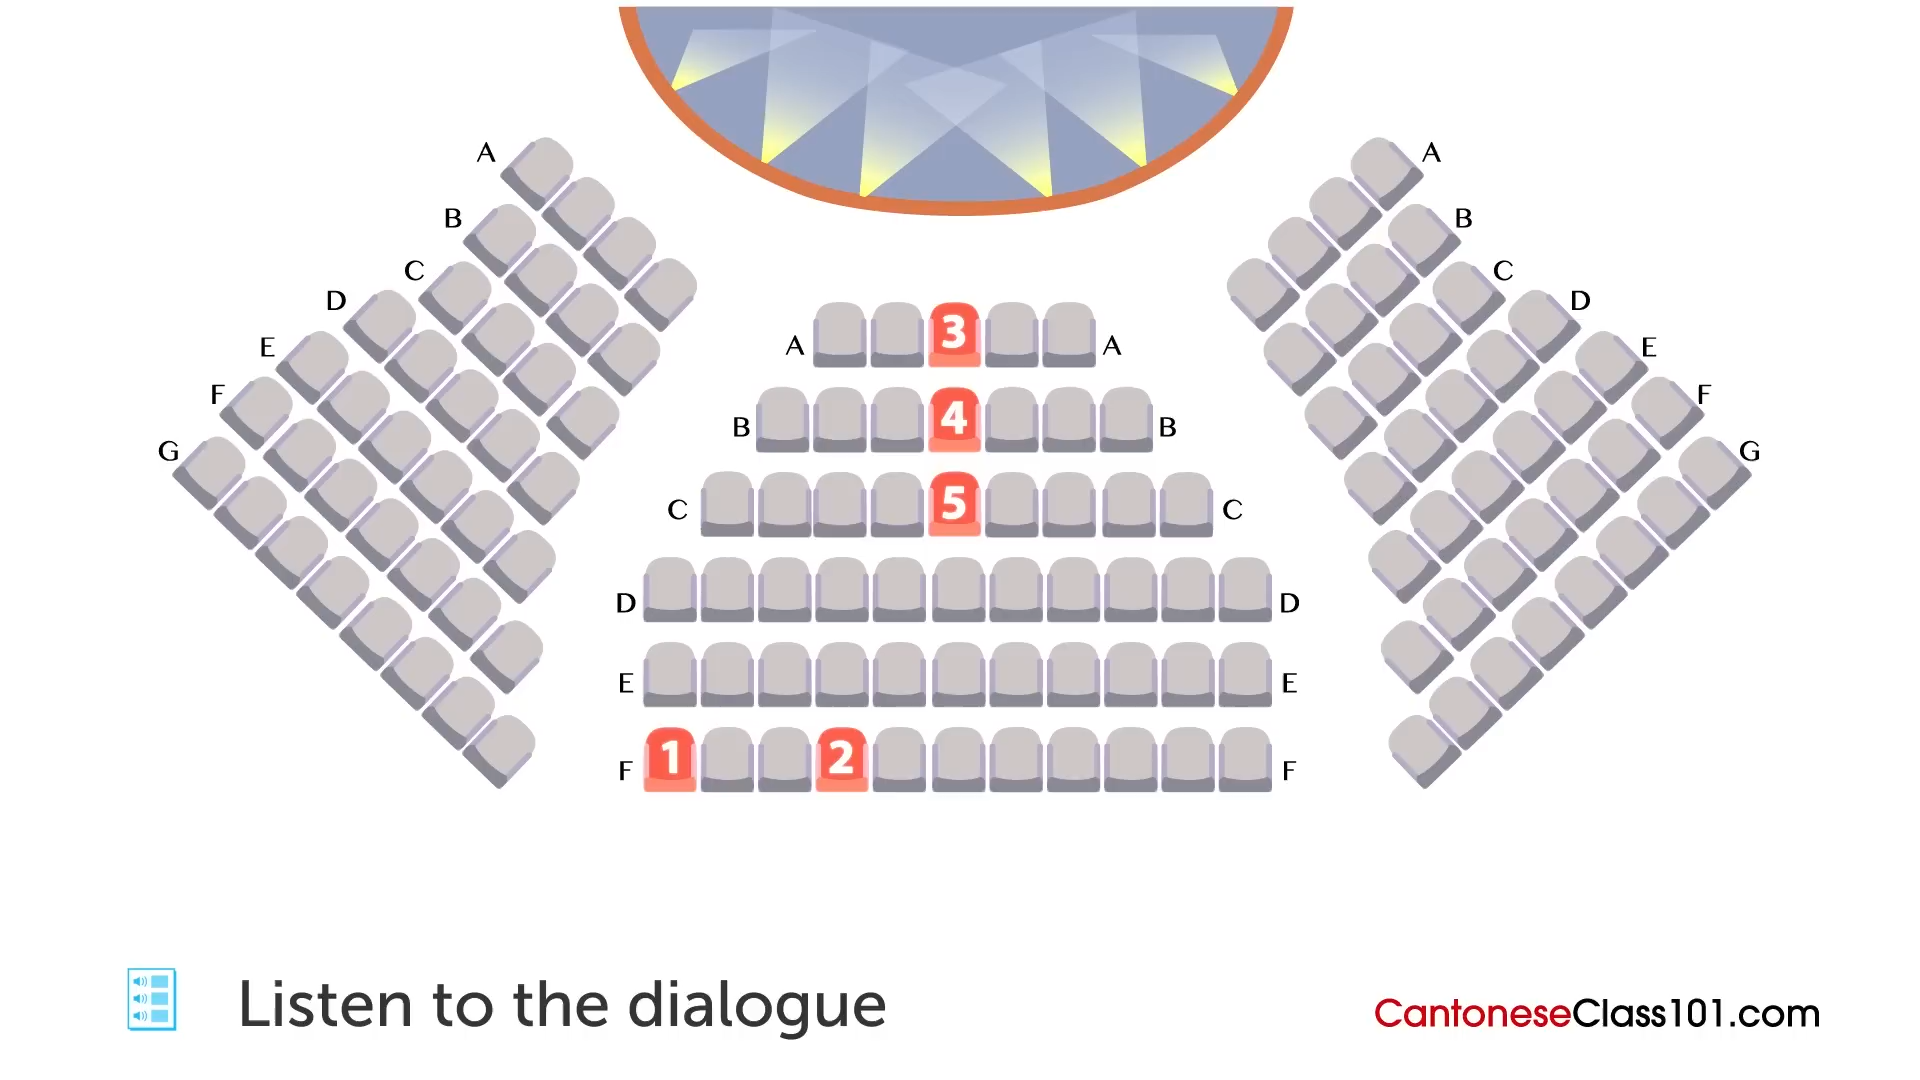 A A
B B
C C
D D
E E
F F
G G
A 3 A
B 4 B
C 5 C
D D
E E
F 1 2 F
Listen to the dialogue
CantoneseClass101.com